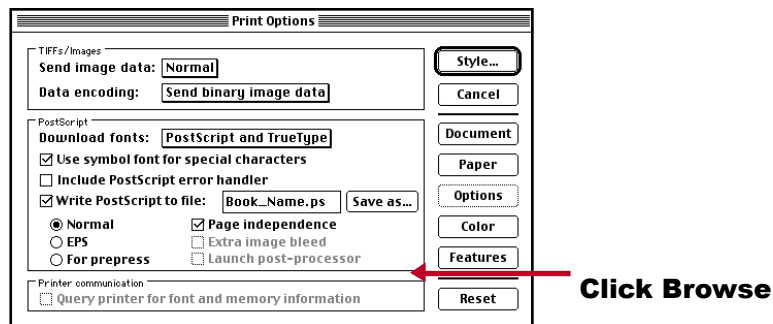 Print Options
TIFFs/Images
Send image data: Normal
Data encoding: Send binary image data
PostScript
Download fonts: PostScript and TrueType
Use symbol font for special characters
Include PostScript error handler
Write PostScript to file: Book_Name.ps Save as...
Normal Page independence
EPS Extra image bleed
For prepress Launch post-processor
Printer communication
Query printer for font and memory information
Style...
Cancel
Document
Paper
Options
Color
Features
Reset
Click Browse